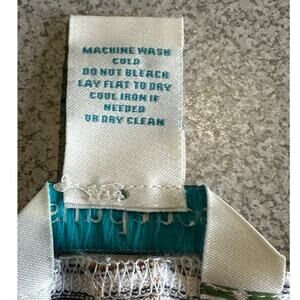 MACHINE WASH
COLD
DO NOT BLEACH
LAY FLAT TO DRY
COOL IRON IF
NEEDED
OR DRY CLEAN